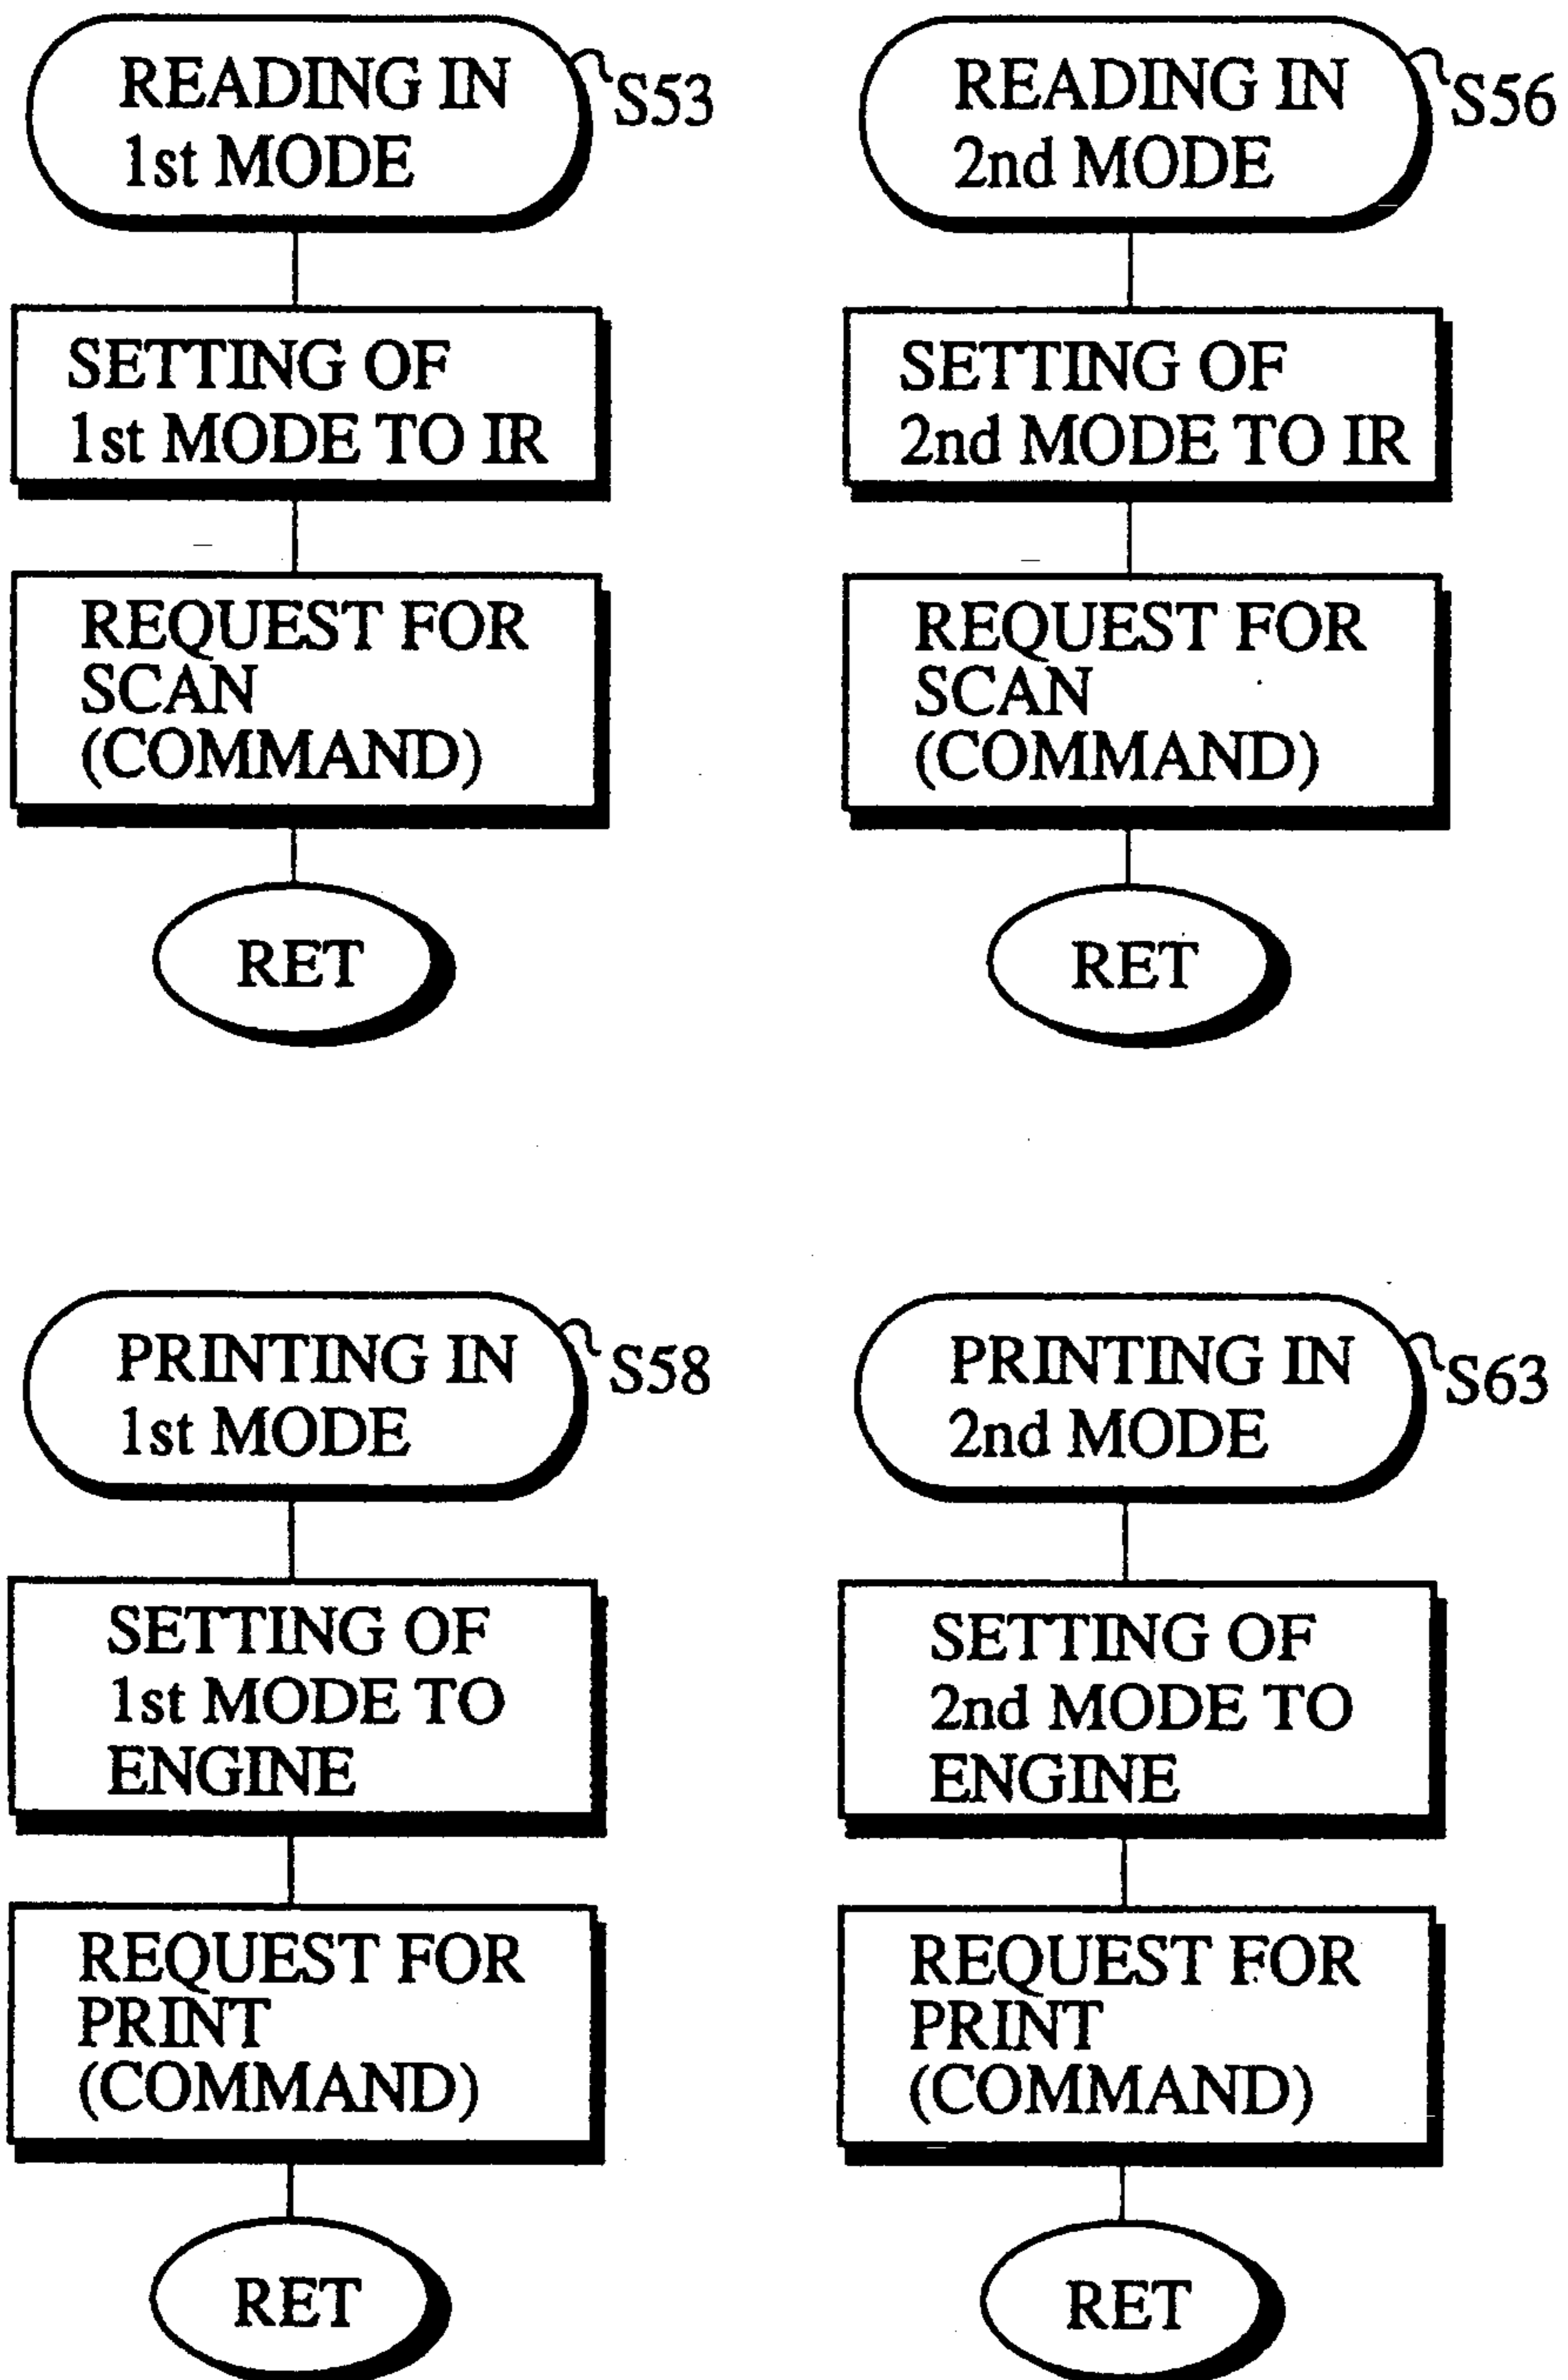 READING IN
1st MODE
S53
SETTING OF
1st MODE TO IR
REQUEST FOR
SCAN
(COMMAND)
RET
READING IN
2nd MODE
S56
SETTING OF
2nd MODE TO IR
REQUEST FOR
SCAN
(COMMAND)
RET
PRINTING IN
1st MODE
S58
SETTING OF
1st MODE TO
ENGINE
REQUEST FOR
PRINT
(COMMAND)
RET
PRINTING IN
2nd MODE
S63
SETTING OF
2nd MODE TO
ENGINE
REQUEST FOR
PRINT
(COMMAND)
RET